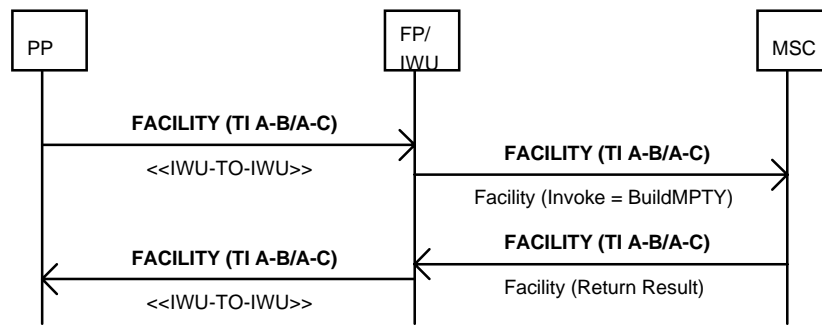 PP
FP/
IWU
MSC
FACILITY (TI A-B/A-C)
<<IWU-TO-IWU>>
FACILITY (TI A-B/A-C)
Facility (Invoke = BuildMPTY)
FACILITY (TI A-B/A-C)
Facility (Return Result)
FACILITY (TI A-B/A-C)
<<IWU-TO-IWU>>